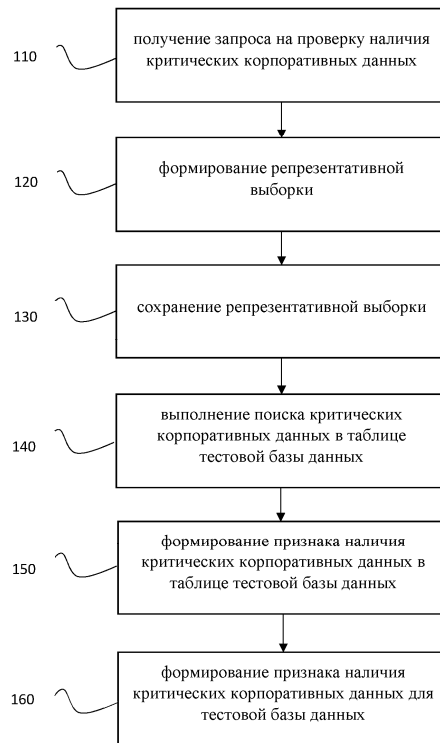 110
получение запроса на проверку наличия
критических корпоративных данных
120
формирование репрезентативной
выборки
130
сохранение репрезентативной выборки
140
выполнение поиска критических
корпоративных данных в таблице
тестовой базы данных
150
формирование признака наличия
критических корпоративных данных в
таблице тестовой базы данных
160
формирование признака наличия
критических корпоративных данных для
тестовой базы данных